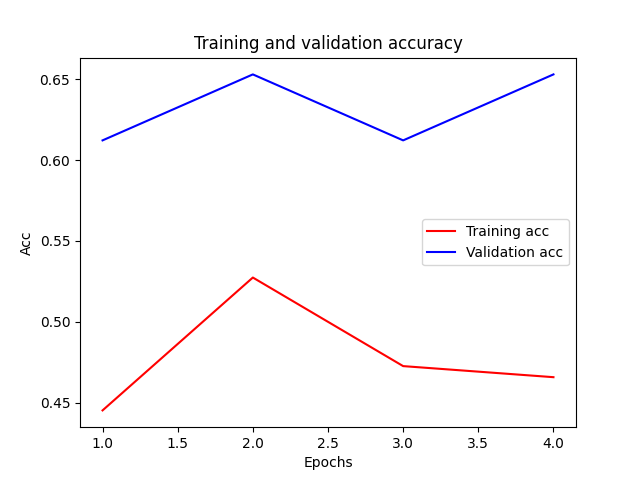 Training and validation accuracy
0.65
0.60
0.55
0.50
0.45
Acc
Training acc
Validation acc
1.0 1.5 2.0 2.5 3.0 3.5 4.0
Epochs